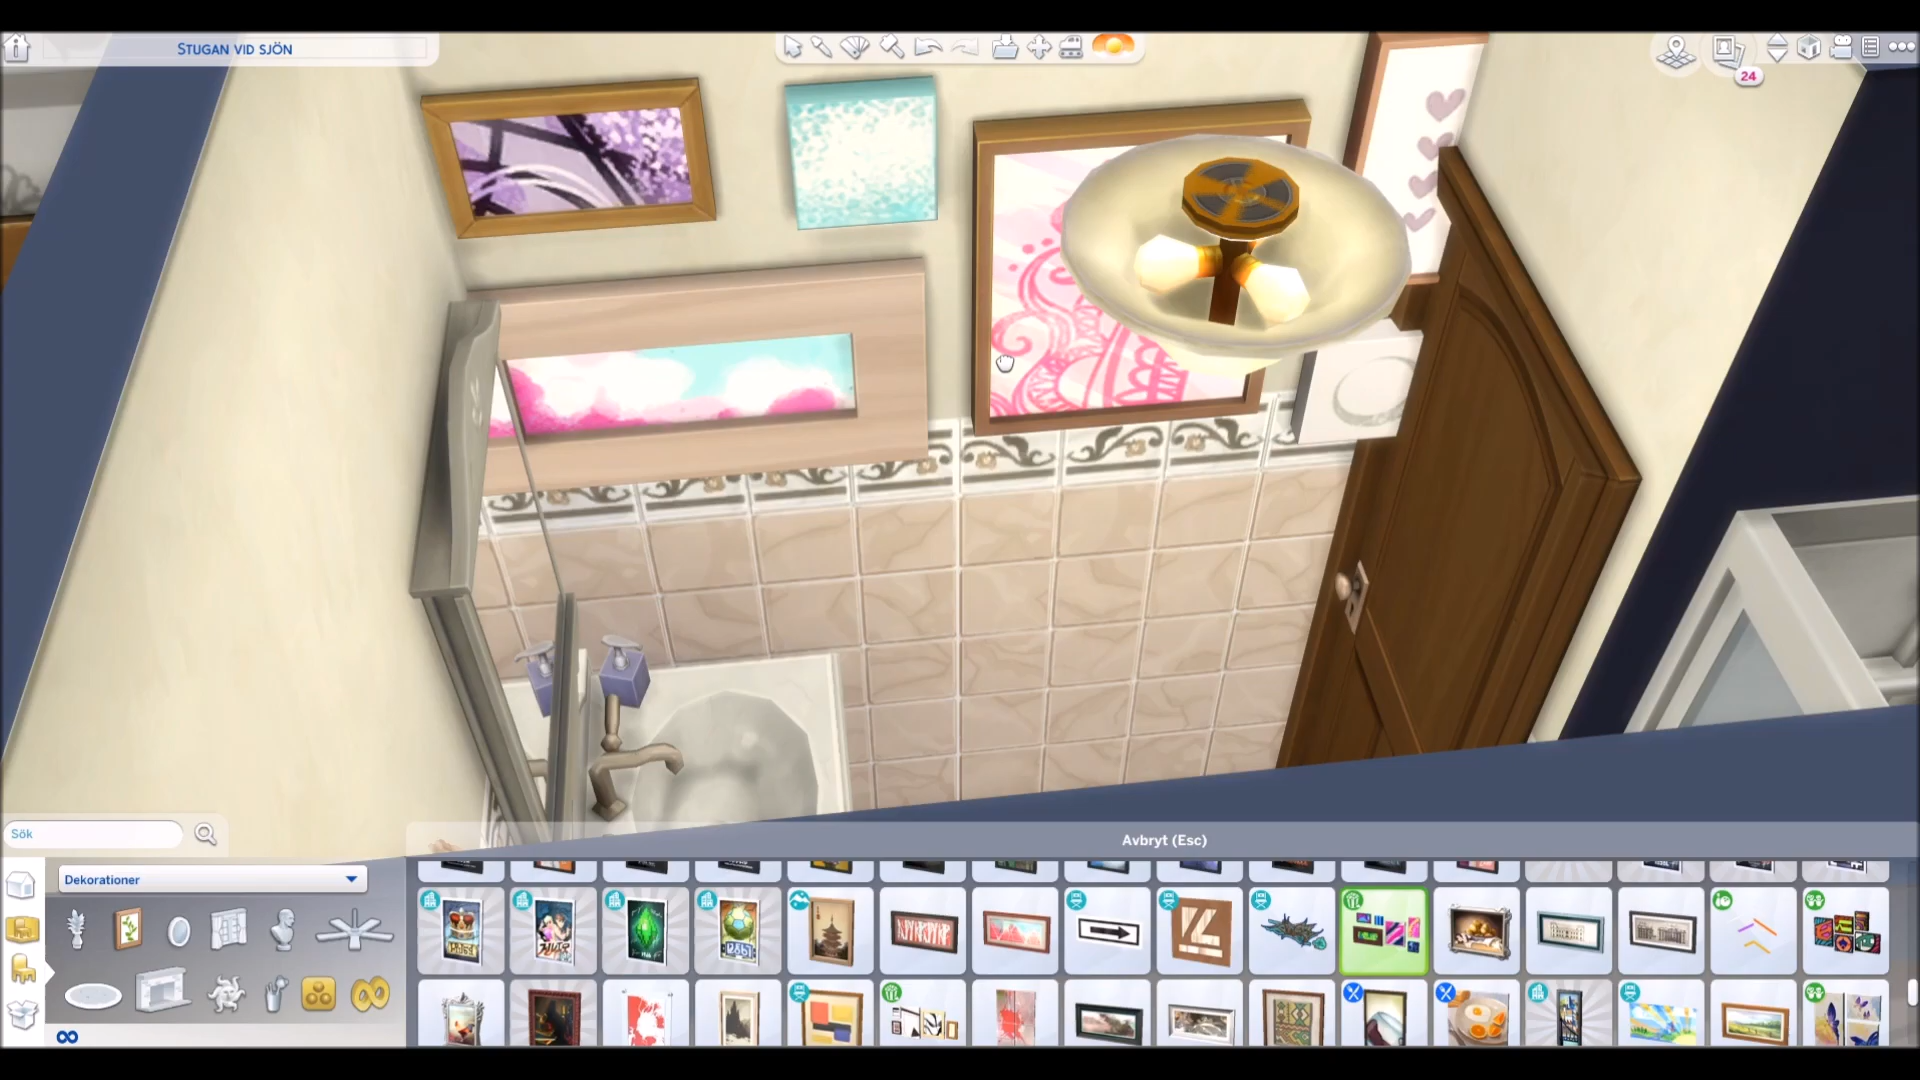 STUGAN VID SJÖN
24
Sök
Avbryt (Esc)
Dekorationer